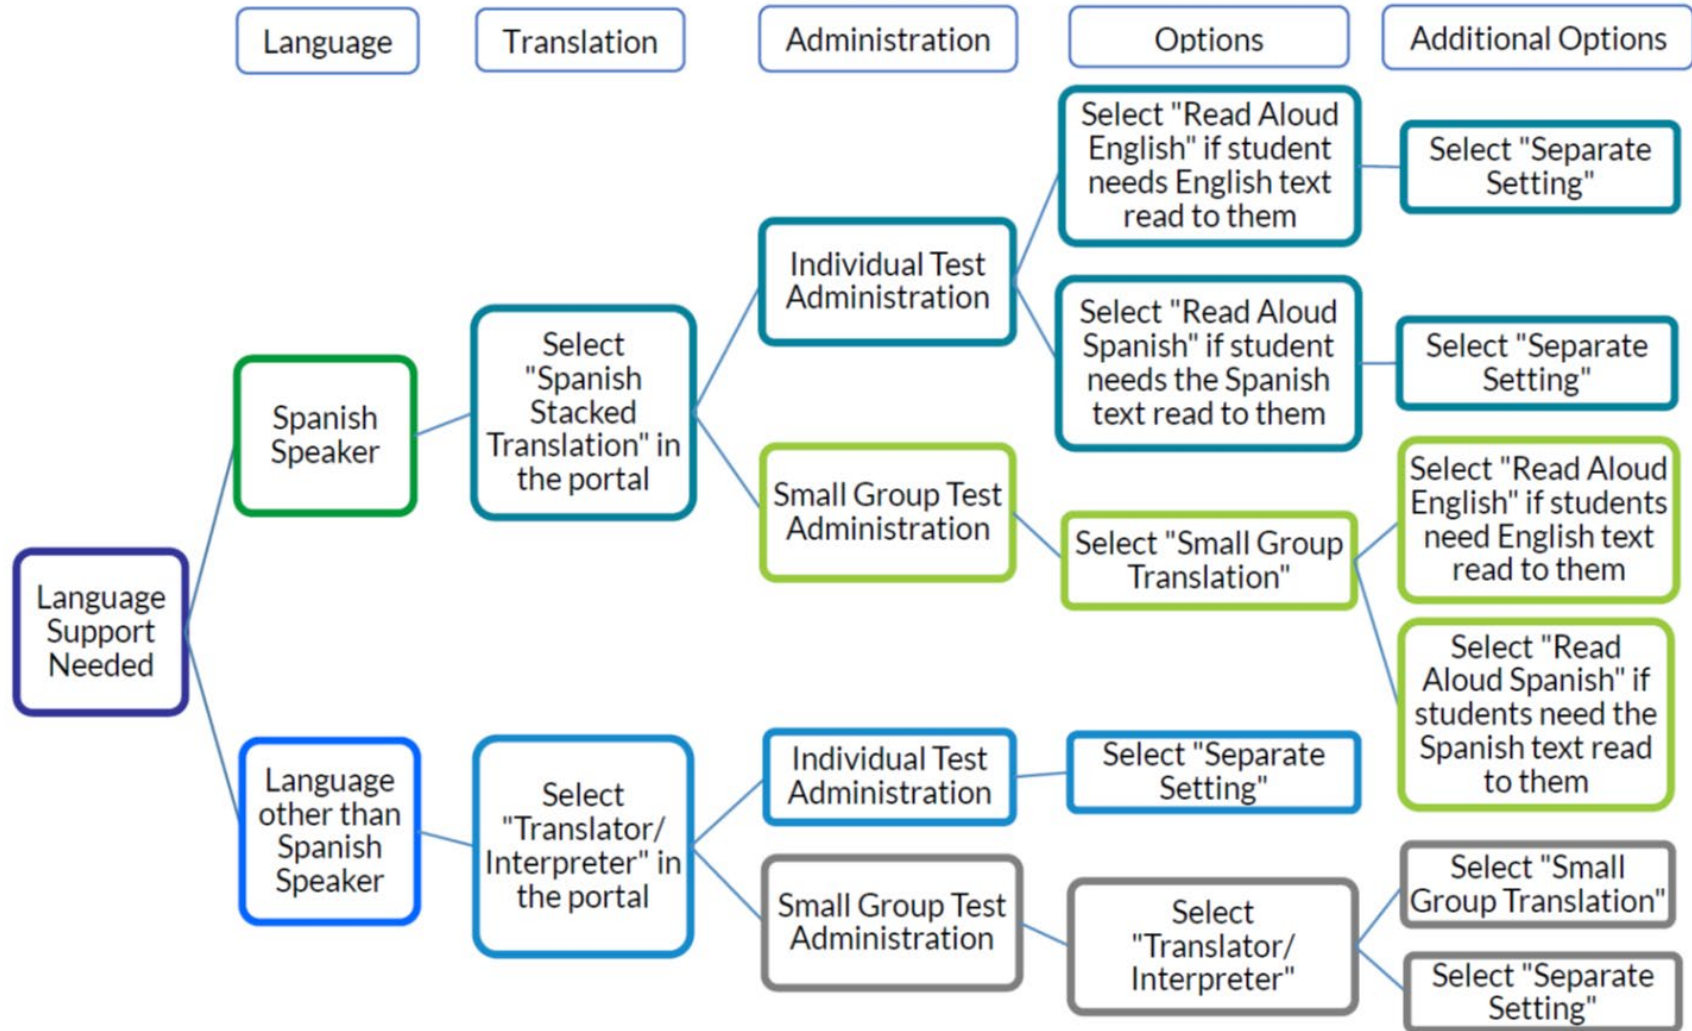 Language
Translation
Administration
Options
Additional Options
Language
Support
Needed
Spanish
Speaker
Select
"Spanish
Stacked
Translation" in
the portal
Individual Test
Administration
Select "Read Aloud
English" if student
needs English text
read to them
Select "Separate
Setting"
Select "Read Aloud
Spanish" if student
needs the Spanish
text read to them
Select "Separate
Setting"
Small Group Test
Administration
Select "Small Group
Translation"
Select "Read Aloud
English" if students
need English text
read to them
Select "Read
Aloud Spanish" if
students need the
Spanish text read
to them
Language
other than
Spanish
Speaker
Select
"Translator/
Interpreter" in
the portal
Individual Test
Administration
Select "Separate
Setting"
Small Group Test
Administration
Select
"Translator/
Interpreter"
Select "Small
Group Translation"
Select "Separate
Setting"